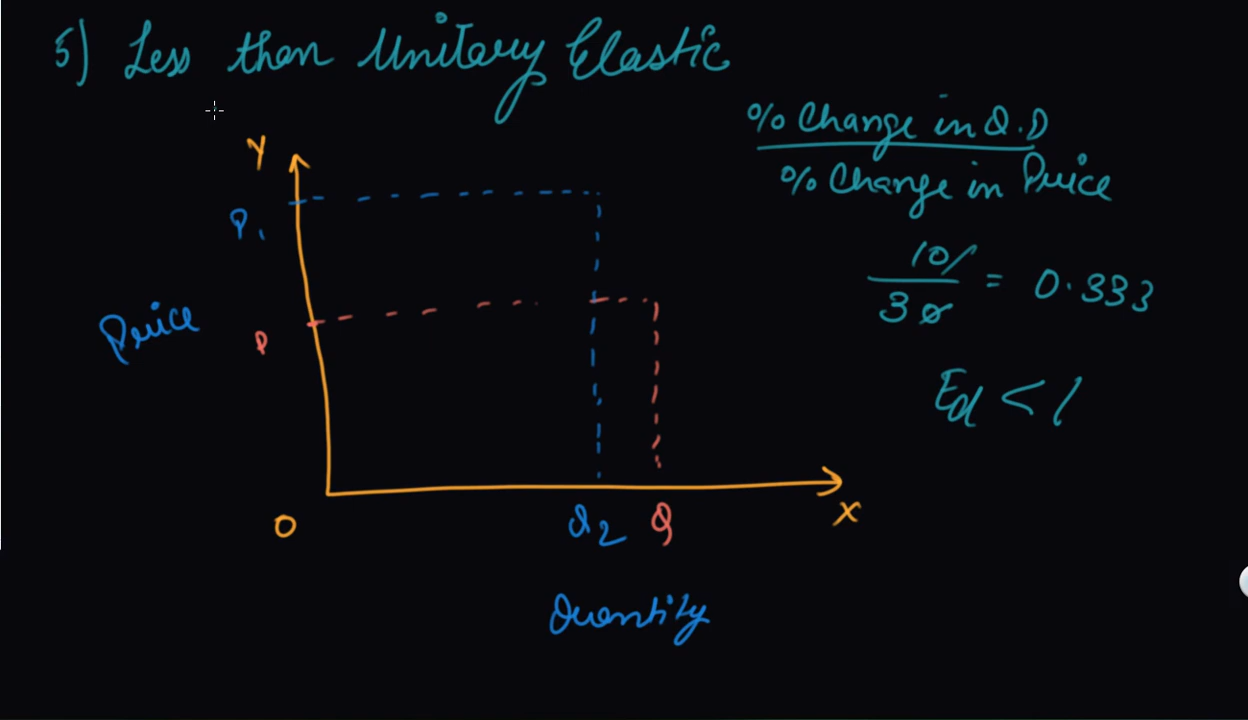 5) Less than Unitary Elastic
% Change in Q.D
% Change in Price
10/
30 = 0.333
Ed < 1
Y
P1
Price
P
O
Q2
Q
X
Quantity